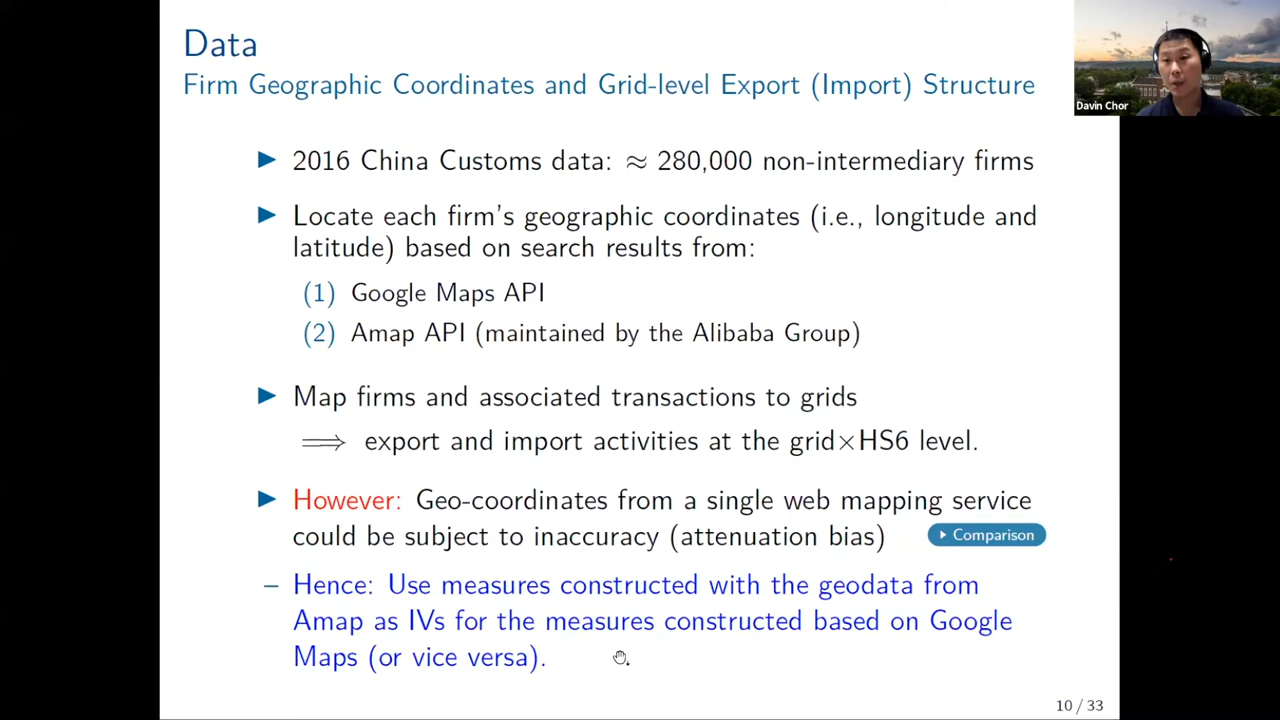 Data
Firm Geographic Coordinates and Grid-level Export (Import) Structure
Davin Chor
▶ 2016 China Customs data: ≈ 280,000 non-intermediary firms
▶ Locate each firm's geographic coordinates (i.e., longitude and
latitude) based on search results from:
(1) Google Maps API
(2) Amap API (maintained by the Alibaba Group)
▶ Map firms and associated transactions to grids
⟹ export and import activities at the grid×HS6 level.
▶ However: Geo-coordinates from a single web mapping service
could be subject to inaccuracy (attenuation bias)
▶ Comparison
– Hence: Use measures constructed with the geodata from
Amap as IVs for the measures constructed based on Google
Maps (or vice versa).
10 / 33